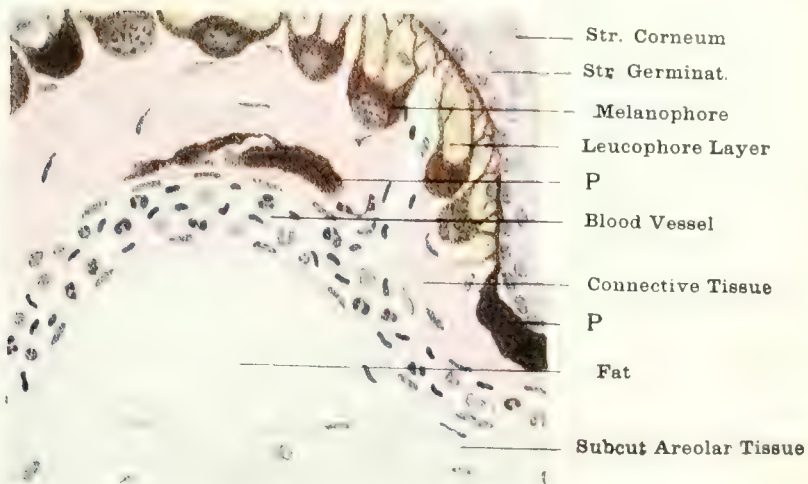 Str. Corneum
Str. Germinat.
Melanophore
Leucophore Layer
P
Blood Vessel
Connective Tissue
P
Fat
Subcut Areolar Tissue